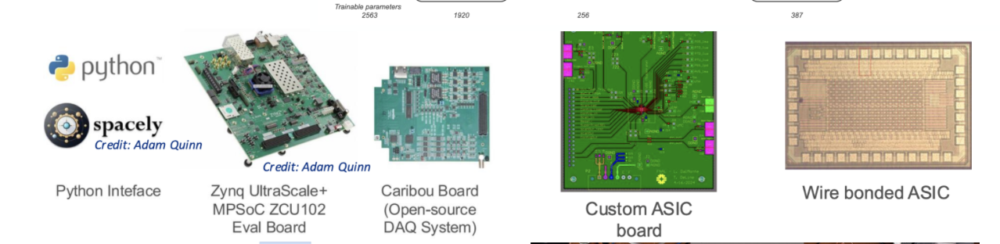 Trainable parameters
2563
1920
256
387
python™
spacely
Credit: Adam Quinn
Credit: Adam Quinn
Python Inteface
Zynq UltraScale+
MPSoC ZCU102
Eval Board
Caribou Board
(Open-source
DAQ System)
Custom ASIC
board
Wire bonded ASIC